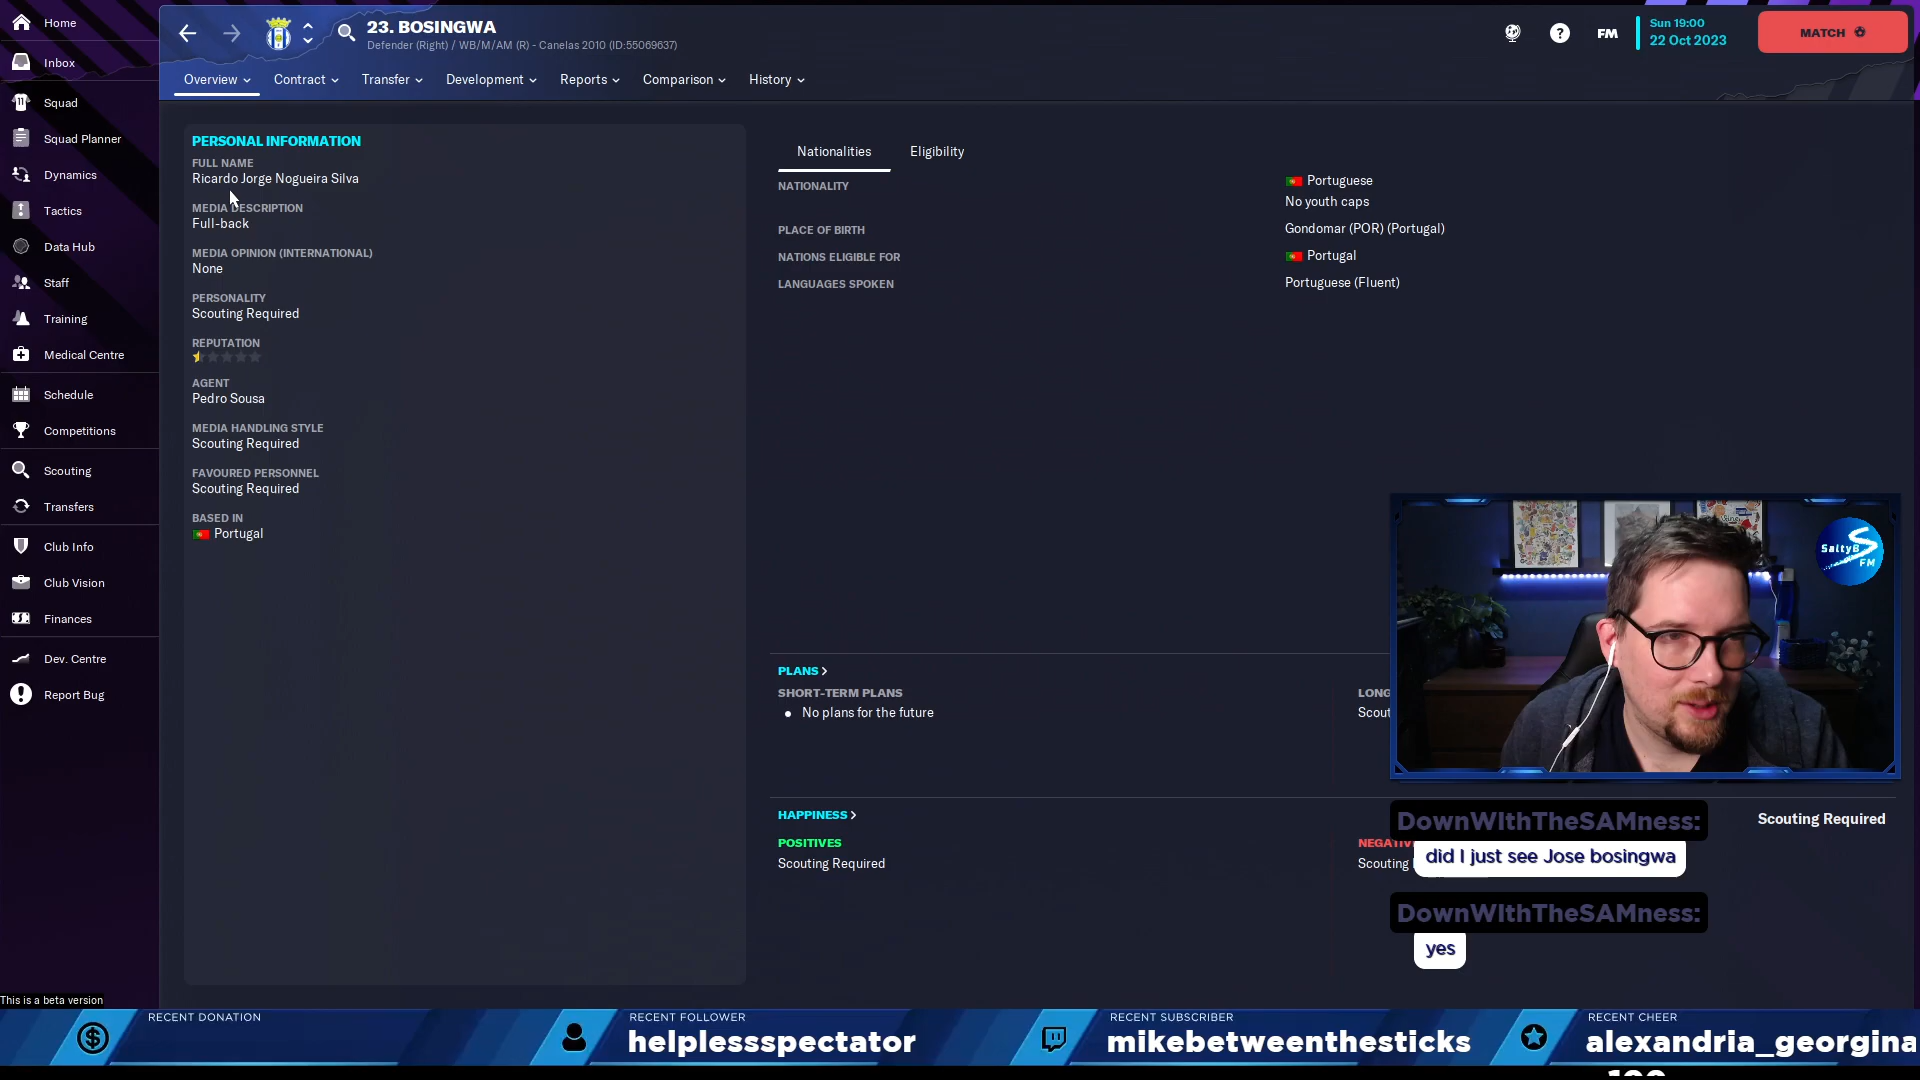 Home
Inbox
Squad
Squad Planner
Dynamics
Tactics
Data Hub
Staff
Training
Medical Centre
Schedule
Competitions
Scouting
Transfers
Club Info
Club Vision
Finances
Dev. Centre
Report Bug
This is a beta version
23. BOSINGWA
Defender (Right) / WB/M/AM (R) - Canelas 2010 (ID:55069637)
FM
Sun 19:00
22 Oct 2023
MATCH
Overview
Contract
Transfer
Development
Reports
Comparison
History
PERSONAL INFORMATION
FULL NAME
Ricardo Jorge Nogueira Silva
MEDIA DESCRIPTION
Full-back
MEDIA OPINION (INTERNATIONAL)
None
PERSONALITY
Scouting Required
REPUTATION
AGENT
Pedro Sousa
MEDIA HANDLING STYLE
Scouting Required
FAVOURED PERSONNEL
Scouting Required
BASED IN
Portugal
Nationalities
Eligibility
NATIONALITY
Portuguese
No youth caps
PLACE OF BIRTH
Gondomar (POR) (Portugal)
NATIONS ELIGIBLE FOR
Portugal
LANGUAGES SPOKEN
Portuguese (Fluent)
PLANS
SHORT-TERM PLANS
No plans for the future
LONG
Scout
HAPPINESS
Scouting Required
POSITIVES
Scouting Required
NEGATIV
Scouting
SaltyB
FM
DownWIthTheSAMness:
did I just see Jose bosingwa
DownWIthTheSAMness:
yes
RECENT DONATION
RECENT FOLLOWER
helplessspectator
RECENT SUBSCRIBER
mikebetweenthesticks
RECENT CHEER
alexandria_georgina